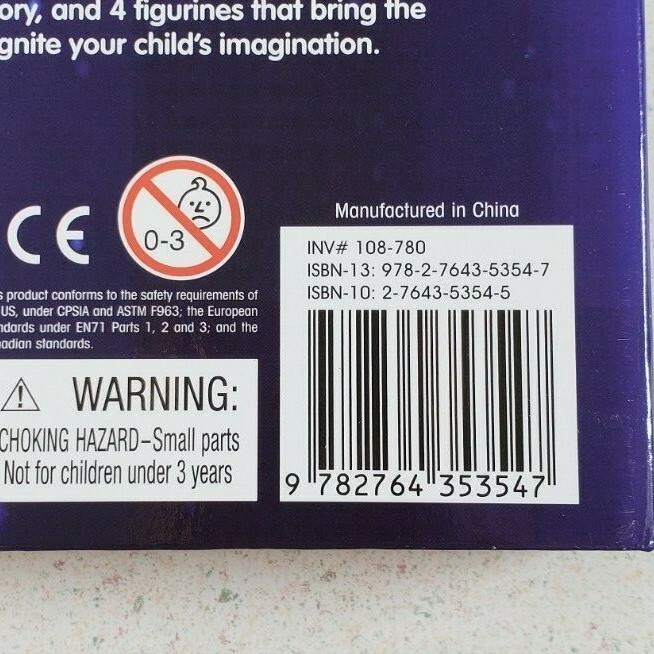 ory, and 4 figurines that bring the
gnite your child's imagination.
CE
0-3
Manufactured in China
INV# 108-780
ISBN-13: 978-2-7643-5354-7
ISBN-10: 2-7643-5354-5
s product conforms to the safety requirements of
US, under CPSIA and ASTM F963; the European
ndards under EN71 Parts 1, 2 and 3; and the
adian standards.
WARNING:
CHOKING HAZARD–Small parts
Not for children under 3 years
9 782764 353547